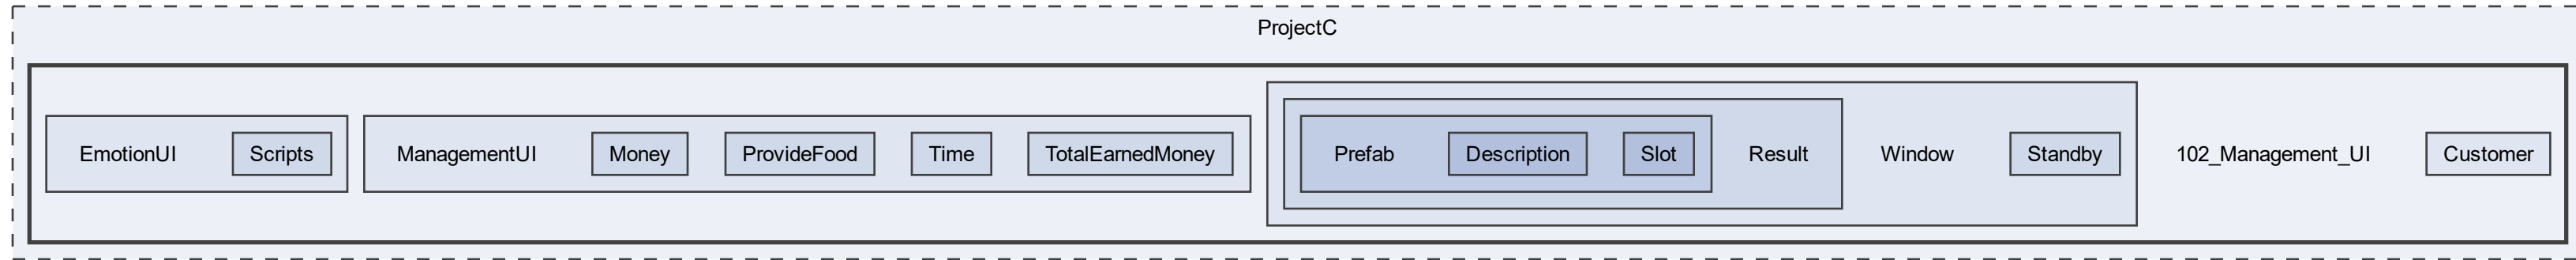 ProjectC
EmotionUI
Scripts
ManagementUI
Money
ProvideFood
Time
TotalEarnedMoney
Prefab
Description
Slot
Result
Window
Standby
102_Management_UI
Customer